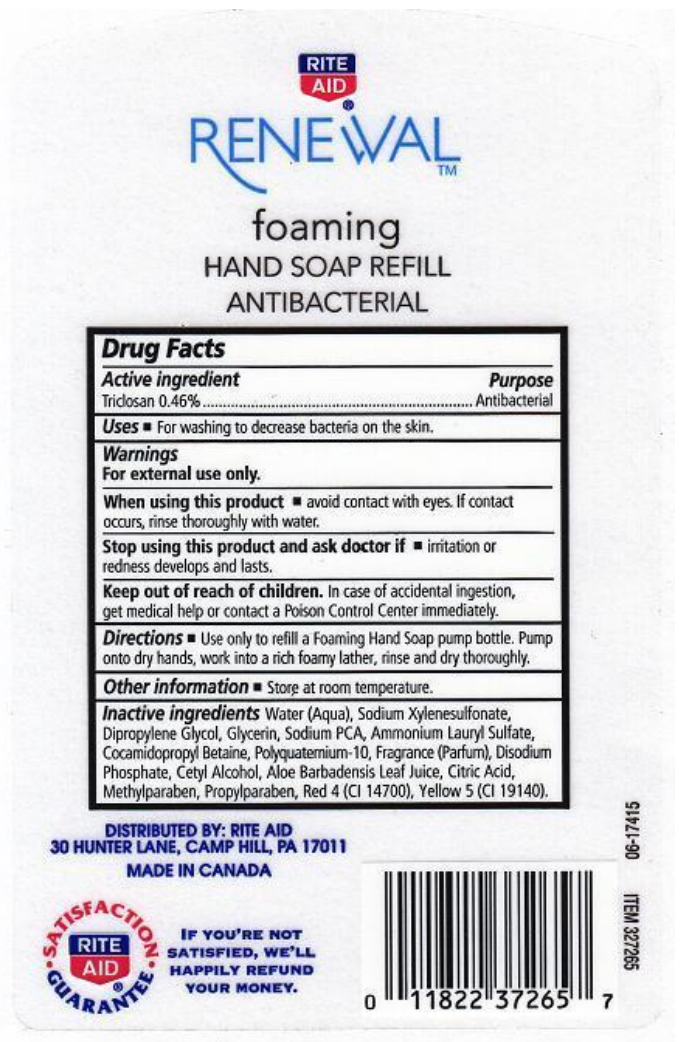 RITE
AID
®
RENEWAL
TM
foaming
HAND SOAP REFILL
ANTIBACTERIAL
Drug Facts
Active ingredient Purpose
Triclosan 0.46%................................................................ Antibacterial
Uses ■ For washing to decrease bacteria on the skin.
Warnings
For external use only.
When using this product ■ avoid contact with eyes. If contact
occurs, rinse thoroughly with water.
Stop using this product and ask doctor if ■ irritation or
redness develops and lasts.
Keep out of reach of children. In case of accidental ingestion,
get medical help or contact a Poison Control Center immediately.
Directions ■ Use only to refill a Foaming Hand Soap pump bottle. Pump
onto dry hands, work into a rich foamy lather, rinse and dry thoroughly.
Other information ■ Store at room temperature.
Inactive ingredients Water (Aqua), Sodium Xylenesulfonate,
Dipropylene Glycol, Glycerin, Sodium PCA, Ammonium Lauryl Sulfate,
Cocamidopropyl Betaine, Polyquaternium-10, Fragrance (Parfum), Disodium
Phosphate, Cetyl Alcohol, Aloe Barbadensis Leaf Juice, Citric Acid,
Methylparaben, Propylparaben, Red 4 (CI 14700), Yellow 5 (CI 19140).
DISTRIBUTED BY: RITE AID
30 HUNTER LANE, CAMP HILL, PA 17011
MADE IN CANADA
SATISFACTION
RITE
AID
®
GUARANTEE
IF YOU'RE NOT
SATISFIED, WE'LL
HAPPILY REFUND
YOUR MONEY.
0 11822 37265 7
06-17415
ITEM 327265